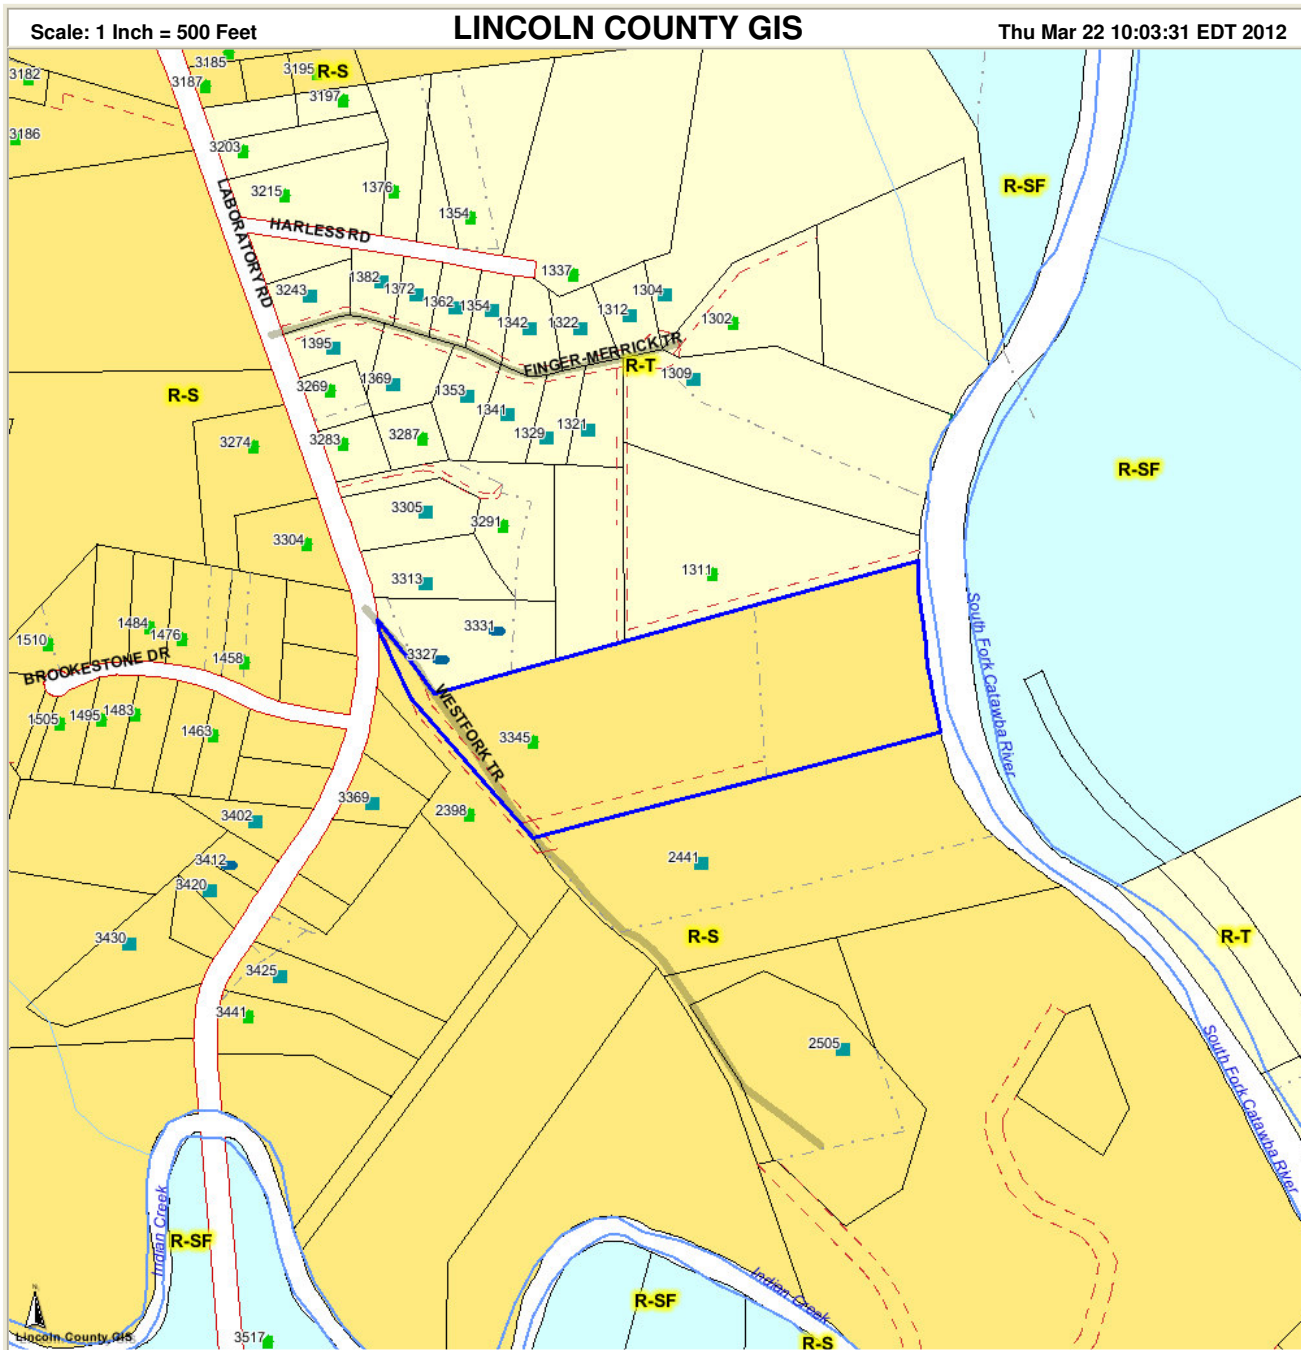 Scale: 1 Inch = 500 Feet
LINCOLN COUNTY GIS
Thu Mar 22 10:03:31 EDT 2012
3182
3185
3187
3195
R-S
3197
3186
3203
3215
1376
1354
R-SF
LABORATORY RD
HARLESS RD
1337
3243
1382
1372
1362
1354
1342
1322
1312
1304
1302
1395
FINGER-MERRICK TR
R-T
1309
R-S
3269
1369
1353
1341
1329
1321
3274
3283
3287
R-SF
3305
3291
3304
3313
1311
1510
1484
1476
1458
3331
3327
South Fork Catawba River
BROOKESTONE DR
1505
1495
1483
1463
WESTFORK TR
3345
3369
2398
3402
3412
3420
2441
3430
R-S
R-T
3425
3441
2505
South Fork Catawba River
Indian Creek
R-SF
R-SF
Indian Creek
N
Lincoln County GIS
3517
R-S